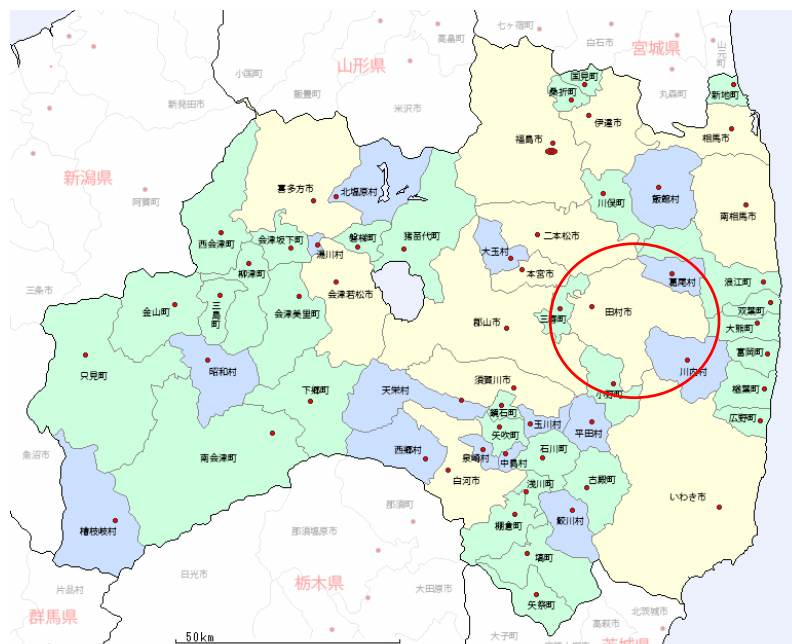 七ヶ宿町
白石市
宮城県
山元町
高畠町
山形県
小国町
飯豊町
米沢市
丸森町
新発田市
国見町
桑折町
新地町
伊達市
福島市
相馬市
新潟県
阿賀町
喜多方市
北塩原村
川俣町
飯舘村
南相馬市
西会津町
会津坂下町
湯川村
磐梯町
猪苗代町
大玉村
二本松市
本宮市
柳津町
葛尾村
浪江町
三条市
金山町
三島町
会津美里町
会津若松市
双葉町
田村市
三春町
郡山市
大熊町
富岡町
只見町
昭和村
川内村
下郷町
天栄村
須賀川市
小野町
楢葉町
鏡石町
玉川村
平田村
広野町
矢吹町
魚沼市
南会津町
西郷村
泉崎村
中島村
石川町
白河市
浅川町
古殿町
いわき市
那須町
棚倉町
鮫川村
檜枝岐村
那須塩原市
塙町
日光市
栃木県
大田原市
片品村
矢祭町
群馬県
北茨城市
高萩市
50km
大子町
茨城県